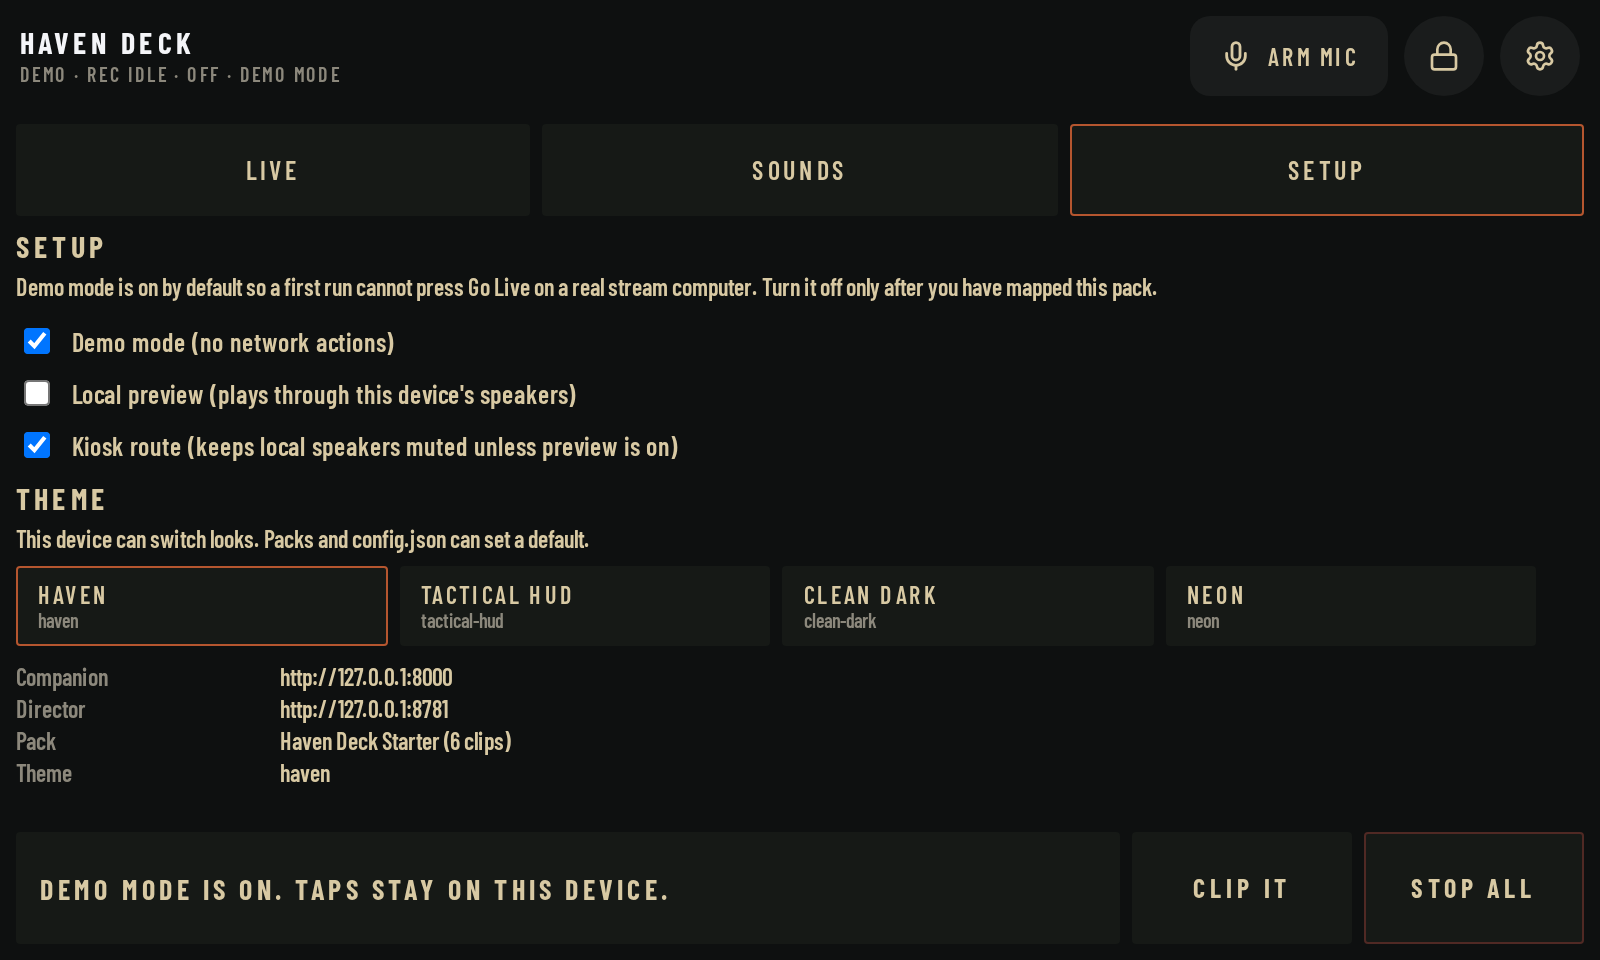 HAVEN DECK
DEMO · REC IDLE · OFF · DEMO MODE
ARM MIC
LIVE
SOUNDS
SETUP
SETUP
Demo mode is on by default so a first run cannot press Go Live on a real stream computer. Turn it off only after you have mapped this pack.
Demo mode (no network actions)
Local preview (plays through this device's speakers)
Kiosk route (keeps local speakers muted unless preview is on)
THEME
This device can switch looks. Packs and config.json can set a default.
HAVEN
haven
TACTICAL HUD
tactical-hud
CLEAN DARK
clean-dark
NEON
neon
Companion http://127.0.0.1:8000
Director http://127.0.0.1:8781
Pack Haven Deck Starter (6 clips)
Theme haven
DEMO MODE IS ON. TAPS STAY ON THIS DEVICE.
CLIP IT
STOP ALL